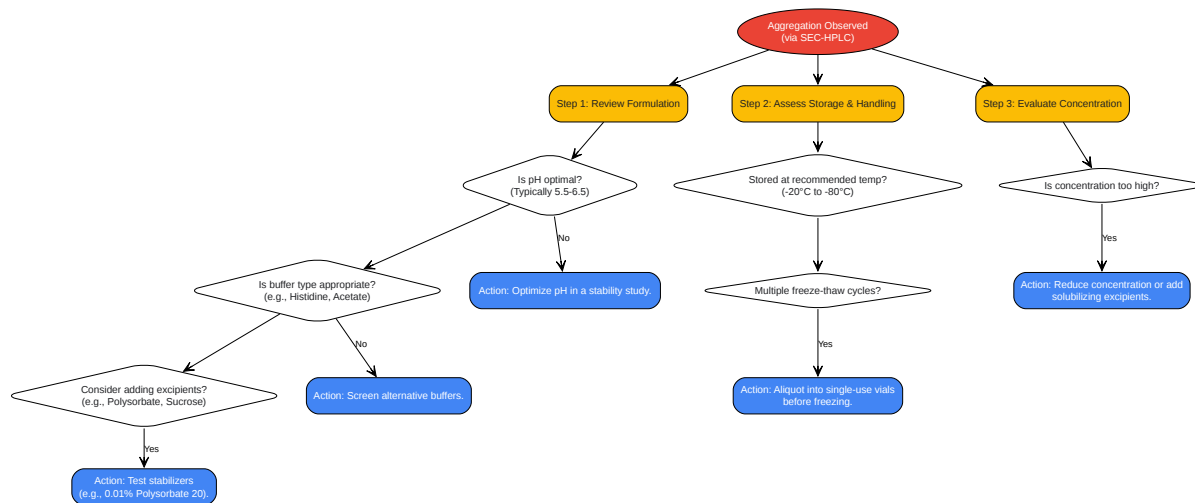 Aggregation Observed
(via SEC-HPLC)
Step 1: Review Formulation
Step 2: Assess Storage & Handling
Step 3: Evaluate Concentration
Is pH optimal?
(Typically 5.5-6.5)
Stored at recommended temp?
(-20°C to -80°C)
Is concentration too high?
No
Yes
Is buffer type appropriate?
(e.g., Histidine, Acetate)
Action: Optimize pH in a stability study.
Multiple freeze-thaw cycles?
Action: Reduce concentration or add
solubilizing excipients.
No
Yes
Consider adding excipients?
(e.g., Polysorbate, Sucrose)
Action: Screen alternative buffers.
Action: Aliquot into single-use vials
before freezing.
Yes
Action: Test stabilizers
(e.g., 0.01% Polysorbate 20).